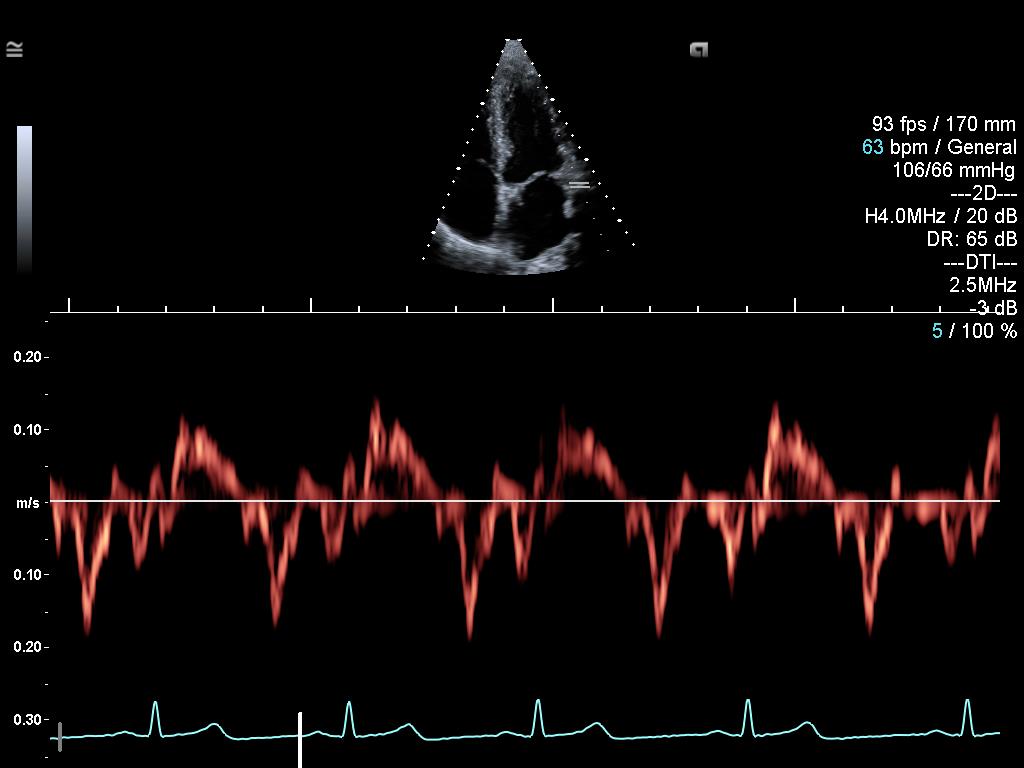 93 fps / 170 mm
63 bpm / General
106/66 mmHg
---2D---
H4.0MHz / 20 dB
DR: 65 dB
---DTI---
2.5MHz
-3 dB
5 / 100 %
0.20
0.10
m/s
0.10
0.20
0.30